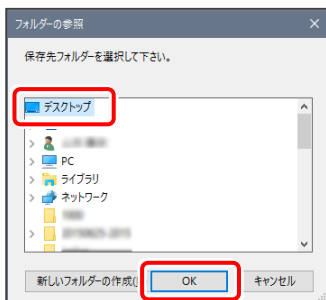 フォルダーの参照
保存先フォルダーを選択して下さい。
デスクトップ
PC
ライブラリ
ネットワーク
新しいフォルダーの作成(
OK
キャンセル